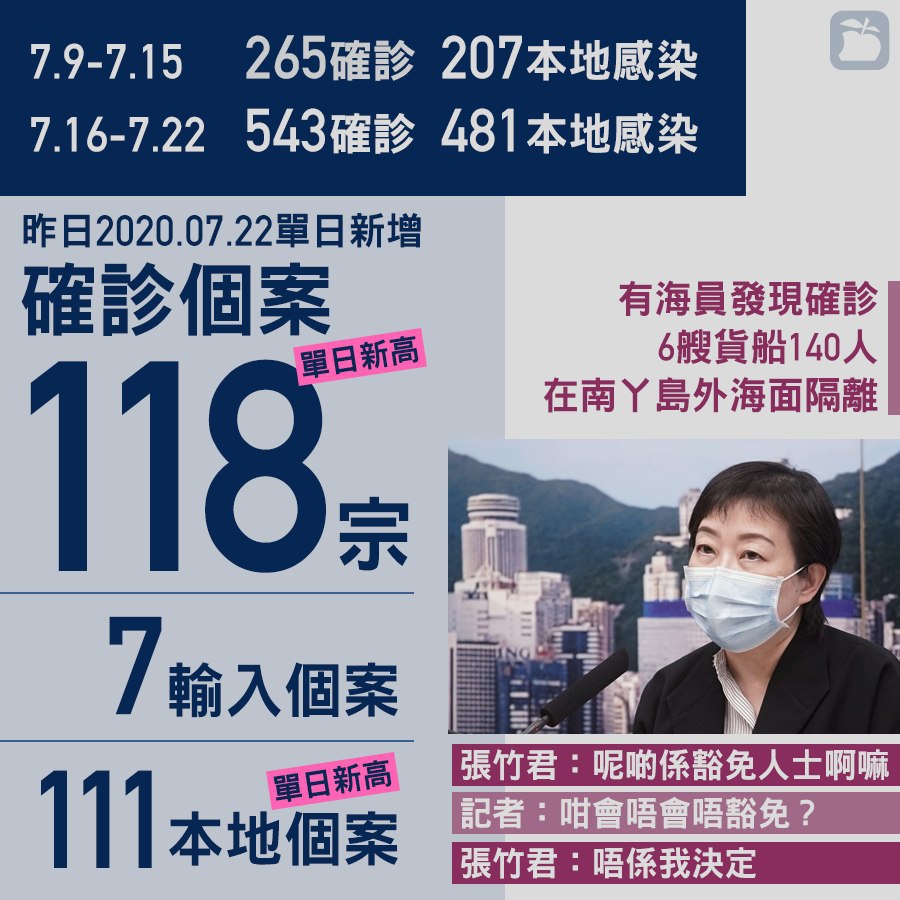 7.9-7.15 265確診 207本地感染
7.16-7.22 543確診 481本地感染
昨日2020.07.22單日新增
確診個案
118宗
單日新高
7輸入個案
111本地個案
單日新高
有海員發現確診
6艘貨船140人
在南丫島外海面隔離
ING
張竹君：呢啲係豁免人士啊嘛
記者：咁會唔會唔豁免？
張竹君：唔係我決定